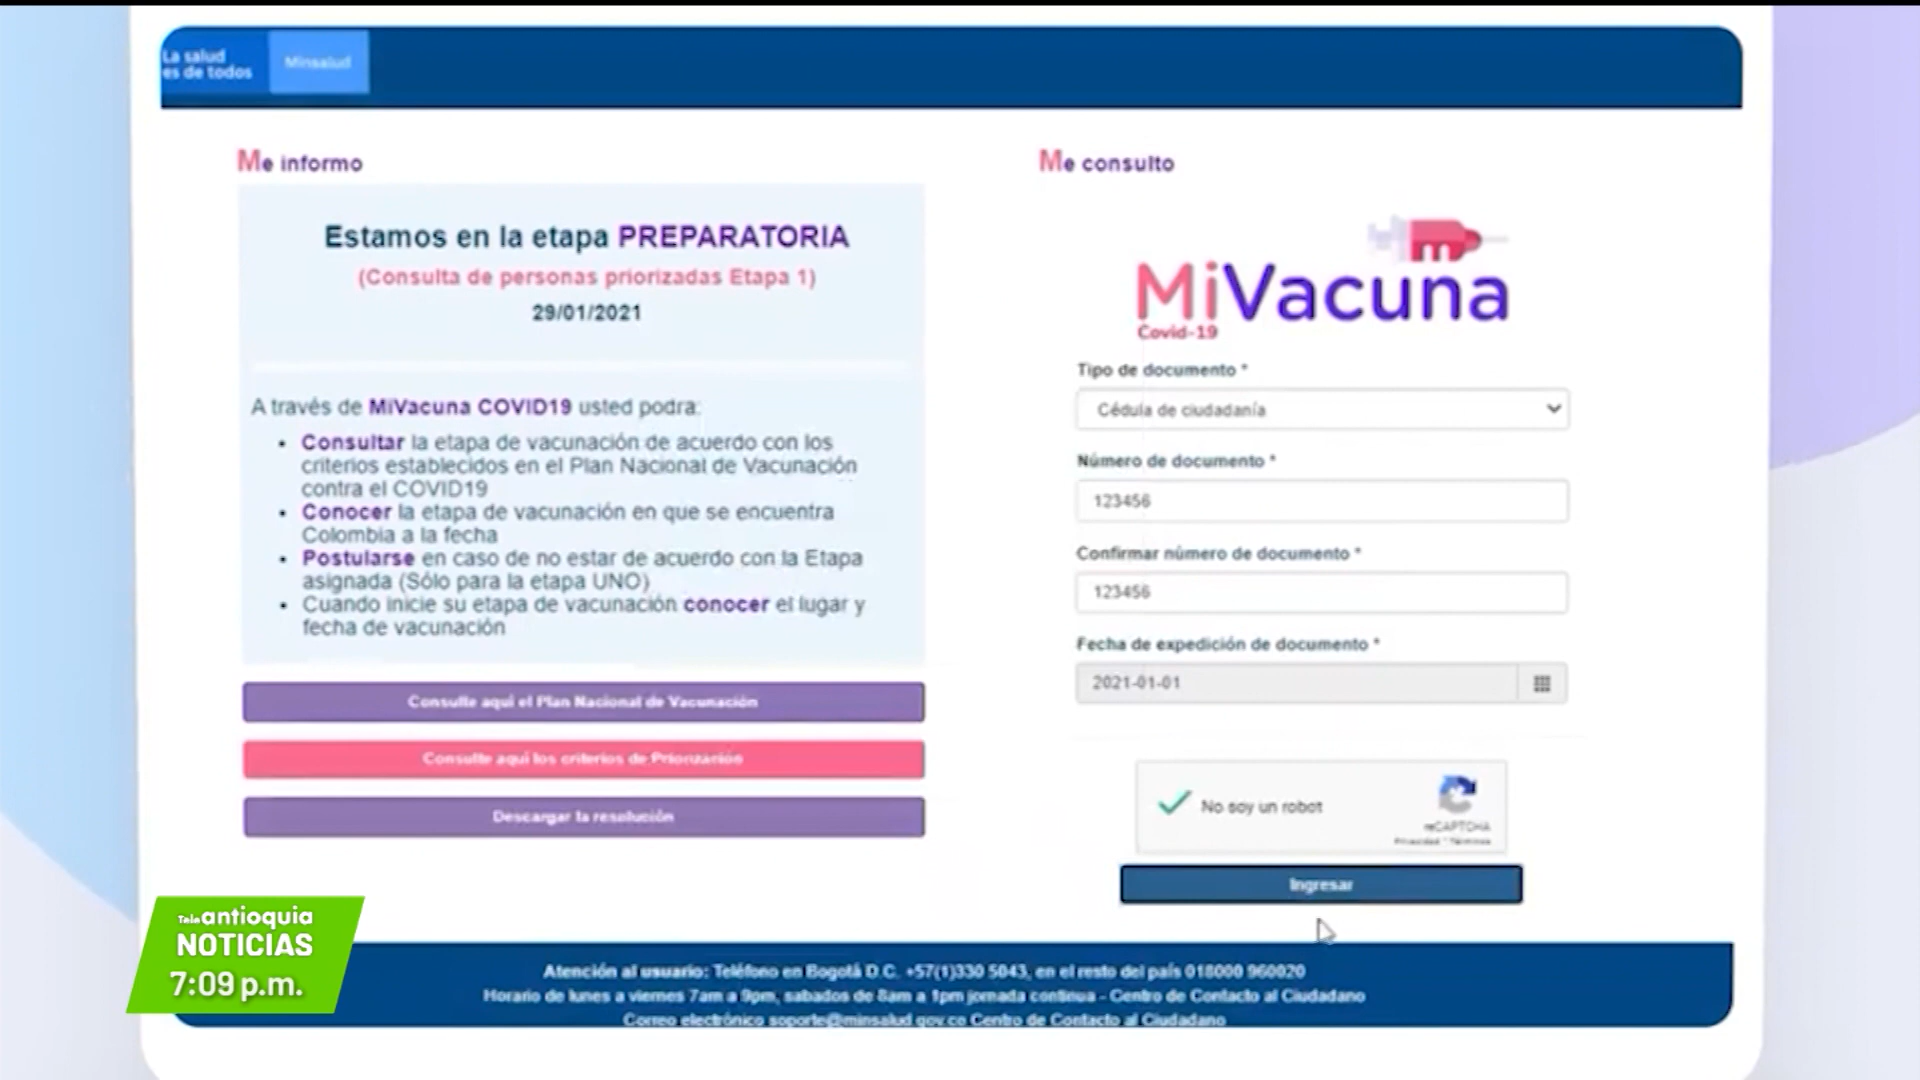 La salud
es de todos
Minsalud
Me informo
Estamos en la etapa PREPARATORIA
(Consulta de personas priorizadas Etapa 1)
29/01/2021
A través de MiVacuna COVID19 usted podra:
• Consultar la etapa de vacunación de acuerdo con los
criterios establecidos en el Plan Nacional de Vacunación
contra el COVID19
• Conocer la etapa de vacunación en que se encuentra
Colombia a la fecha
• Postularse en caso de no estar de acuerdo con la Etapa
asignada (Sólo para la etapa UNO)
• Cuando inicie su etapa de vacunación conocer el lugar y
fecha de vacunación
Consulte aquí el Plan Nacional de Vacunación
Consulte aquí los criterios de Priorización
Descargar la resolución
Me consulto
MiVacuna
Covid-19
Tipo de documento *
Cédula de ciudadanía
Número de documento *
123456
Confirmar número de documento *
123456
Fecha de expedición de documento *
2021-01-01
No soy un robot
reCAPTCHA
Privacidad - Términos
Ingresar
Atención al usuario: Teléfono en Bogotá D.C. +57(1)330 5043, en el resto del país 018000 960020
Horario de lunes a viernes 7am a 9pm, sabados de 8am a 1pm jornada continua - Centro de Contacto al Ciudadano
Correo electrónico soporte@minsalud.gov.co Centro de Contacto al Ciudadano
Teleantioquia
NOTICIAS
7:09 p.m.